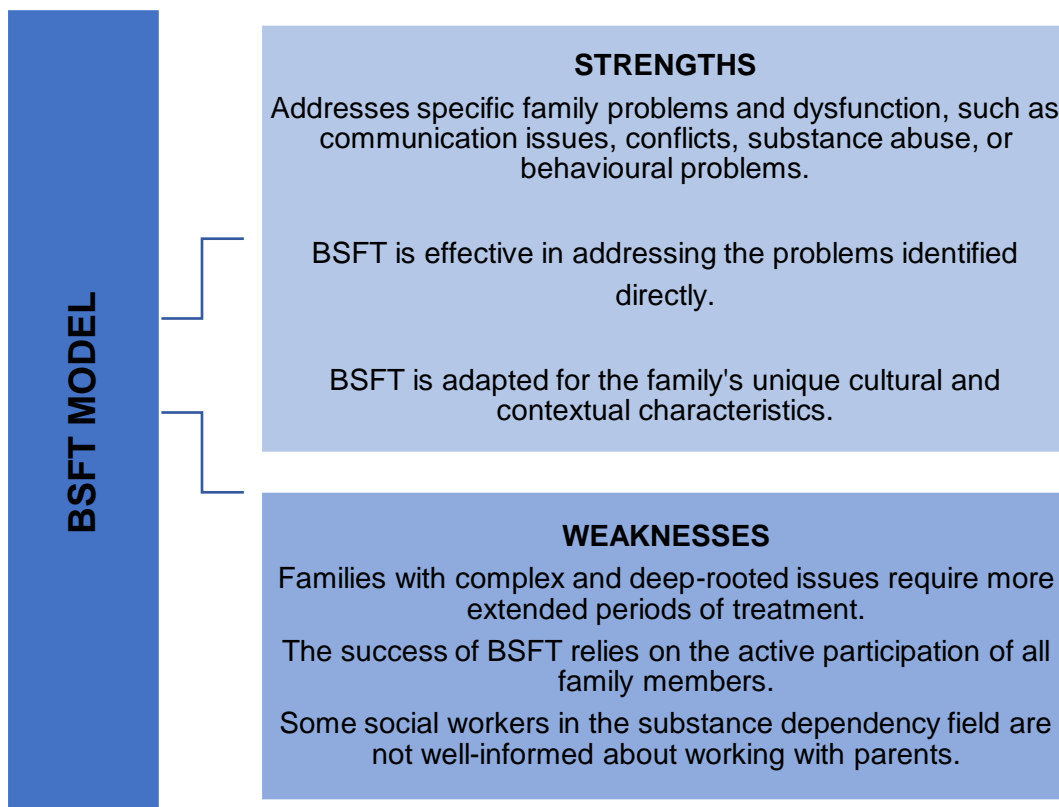 BSFT MODEL
STRENGTHS
Addresses specific family problems and dysfunction, such as
communication issues, conflicts, substance abuse, or
behavioural problems.
BSFT is effective in addressing the problems identified
directly.
BSFT is adapted for the family's unique cultural and
contextual characteristics.
WEAKNESSES
Families with complex and deep-rooted issues require more
extended periods of treatment.
The success of BSFT relies on the active participation of all
family members.
Some social workers in the substance dependency field are
not well-informed about working with parents.